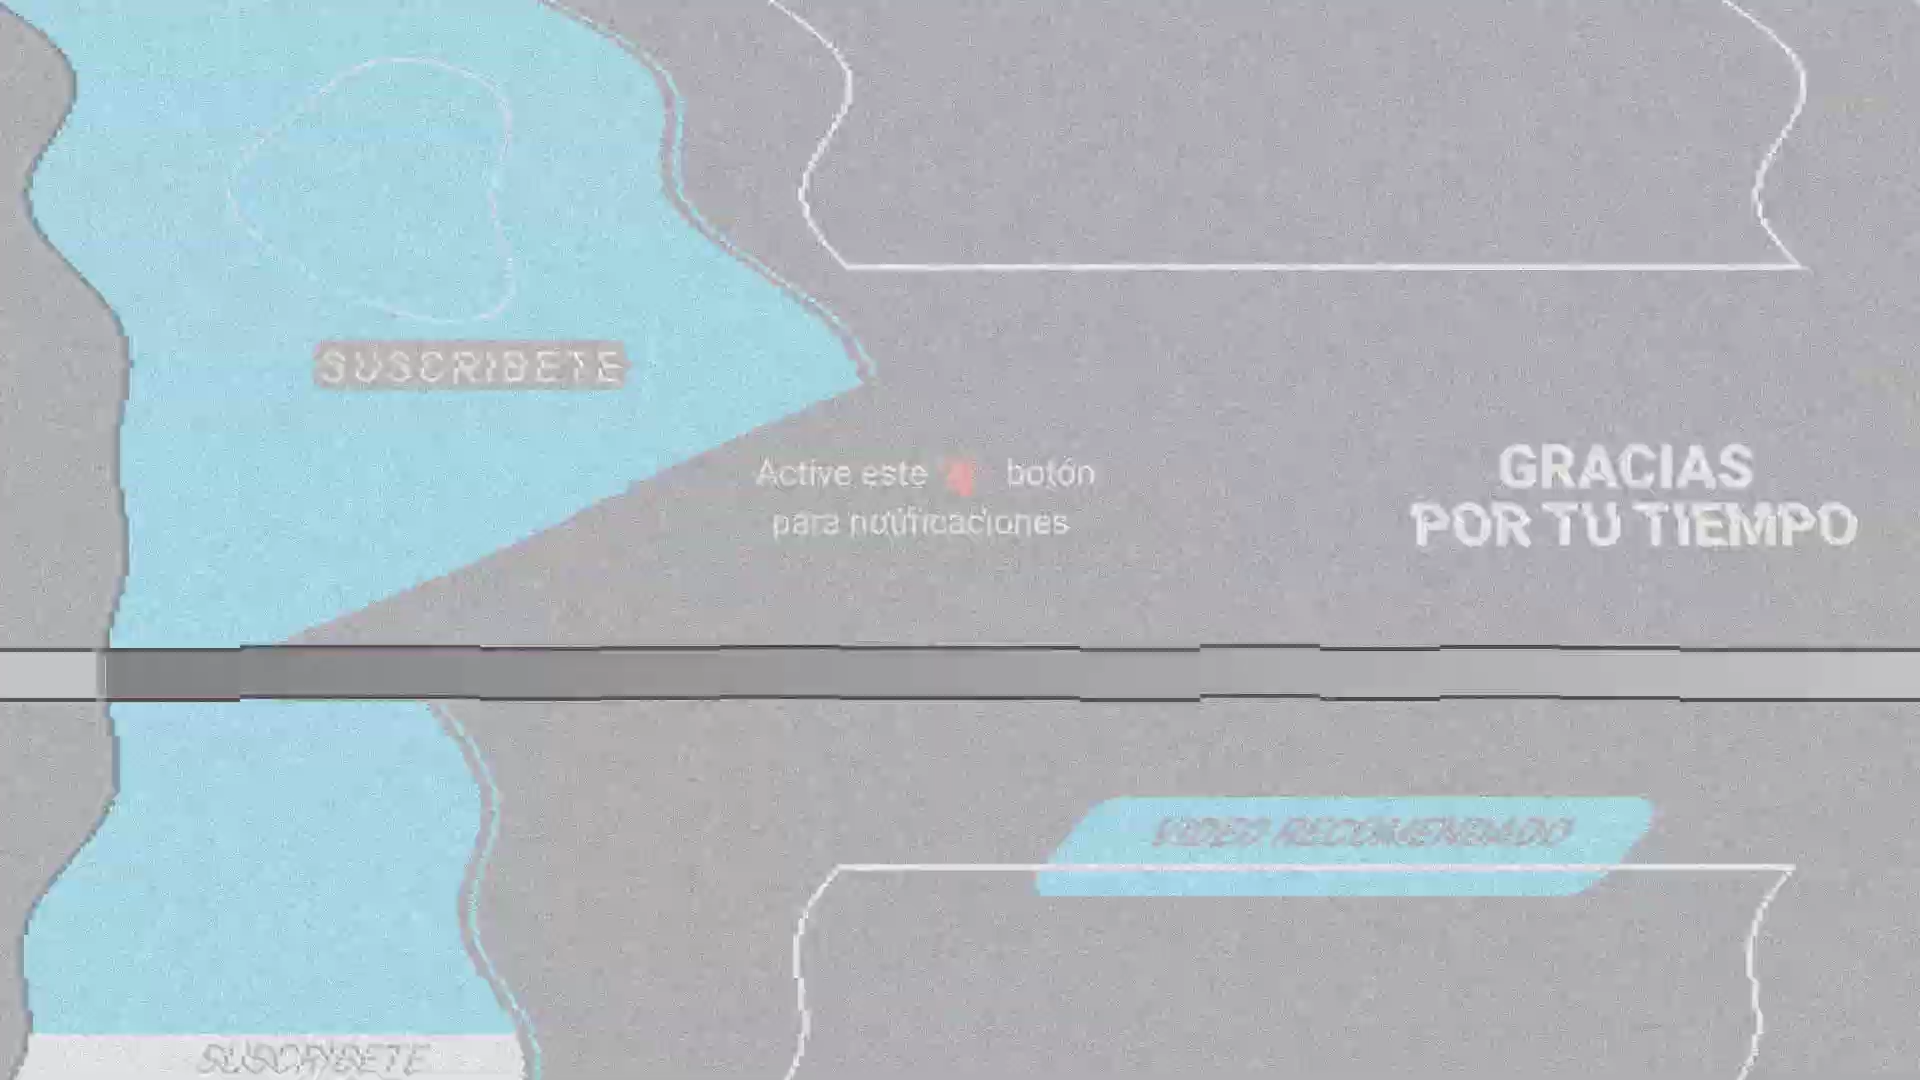 SUSCRIBETE
Active este botón
para notificaciones
GRACIAS
POR TU TIEMPO
VIDEO RECOMENDADO
SUSCRIBETE